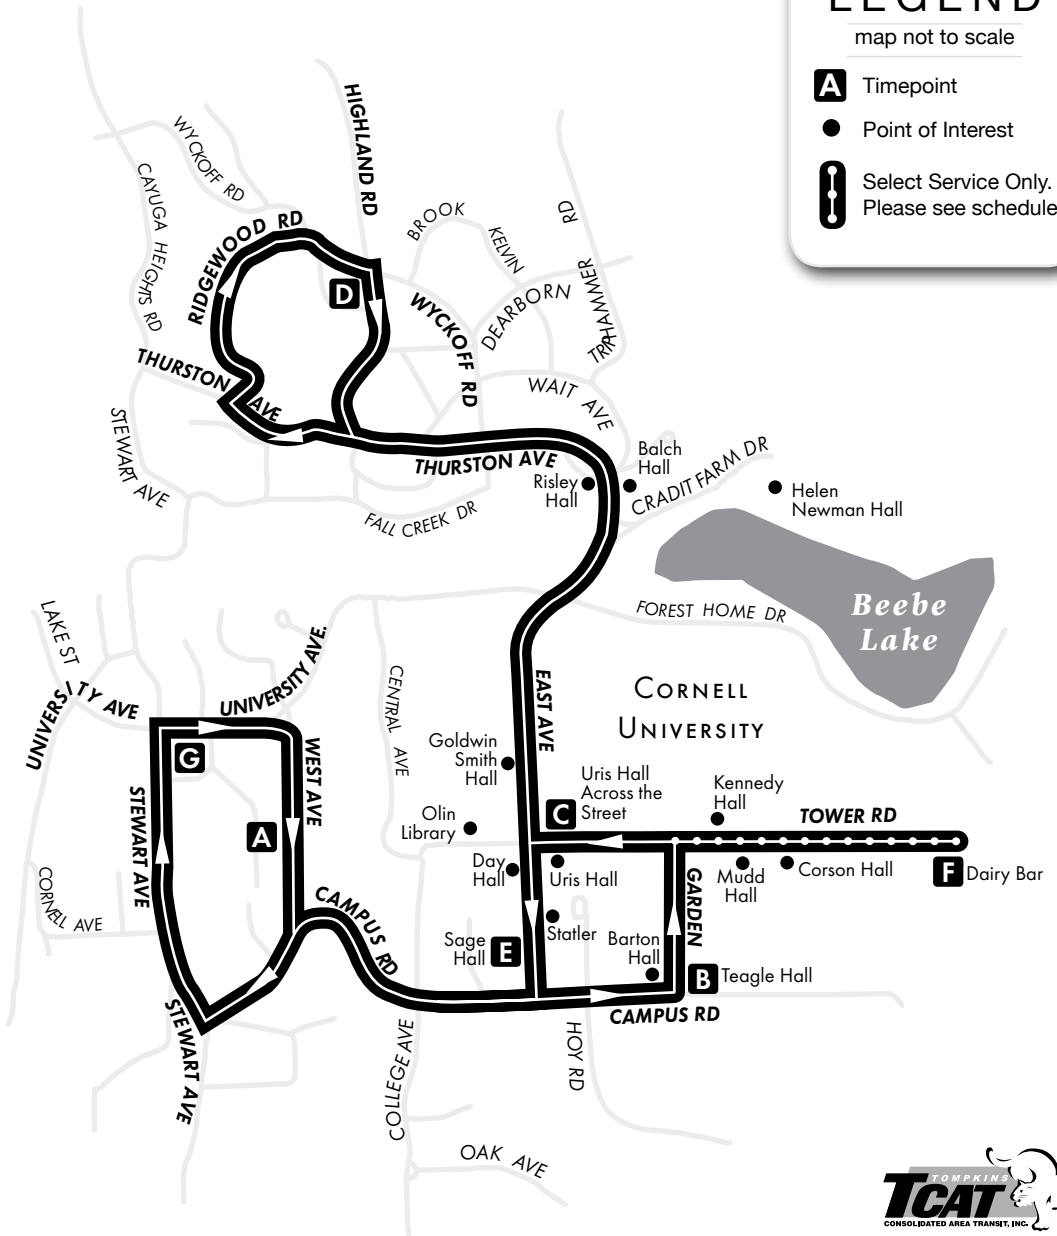 LEGEND
map not to scale
A Timepoint
Point of Interest
Select Service Only.
Please see schedule
HIGHLAND RD
WYCKOFF RD
CAYUGA HEIGHTS RD
RIDGEWOOD RD
BROOK
KELVIN
RD
TRIPHAMMER
DEARBORN
D
WYCKOFF RD
THURSTON
AVE
WAIT AVE
STEWART AVE
THURSTON AVE
Balch
Hall
Risley
Hall
CRADIT FARM DR
Helen
Newman Hall
FALL CREEK DR
Beebe
Lake
FOREST HOME DR
LAKE ST
UNIVERSITY AVE
UNIVERSITY AVE.
CENTRAL AVE
EAST AVE
CORNELL
UNIVERSITY
G
WEST AVE
Goldwin
Smith
Hall
Uris Hall
Across the
Street
C
Kennedy
Hall
TOWER RD
STEWART AVE
A
Olin
Library
Day
Hall
Uris Hall
Mudd
Hall
Corson Hall
F Dairy Bar
CORNELL AVE
CAMPUS RD
GARDEN
Statler
Sage
Hall
E
Barton
Hall
B Teagle Hall
CAMPUS RD
STEWART AVE
COLLEGE AVE
HOY RD
OAK AVE
TOMPKINS
TCAT
CONSOLIDATED AREA TRANSIT, INC.